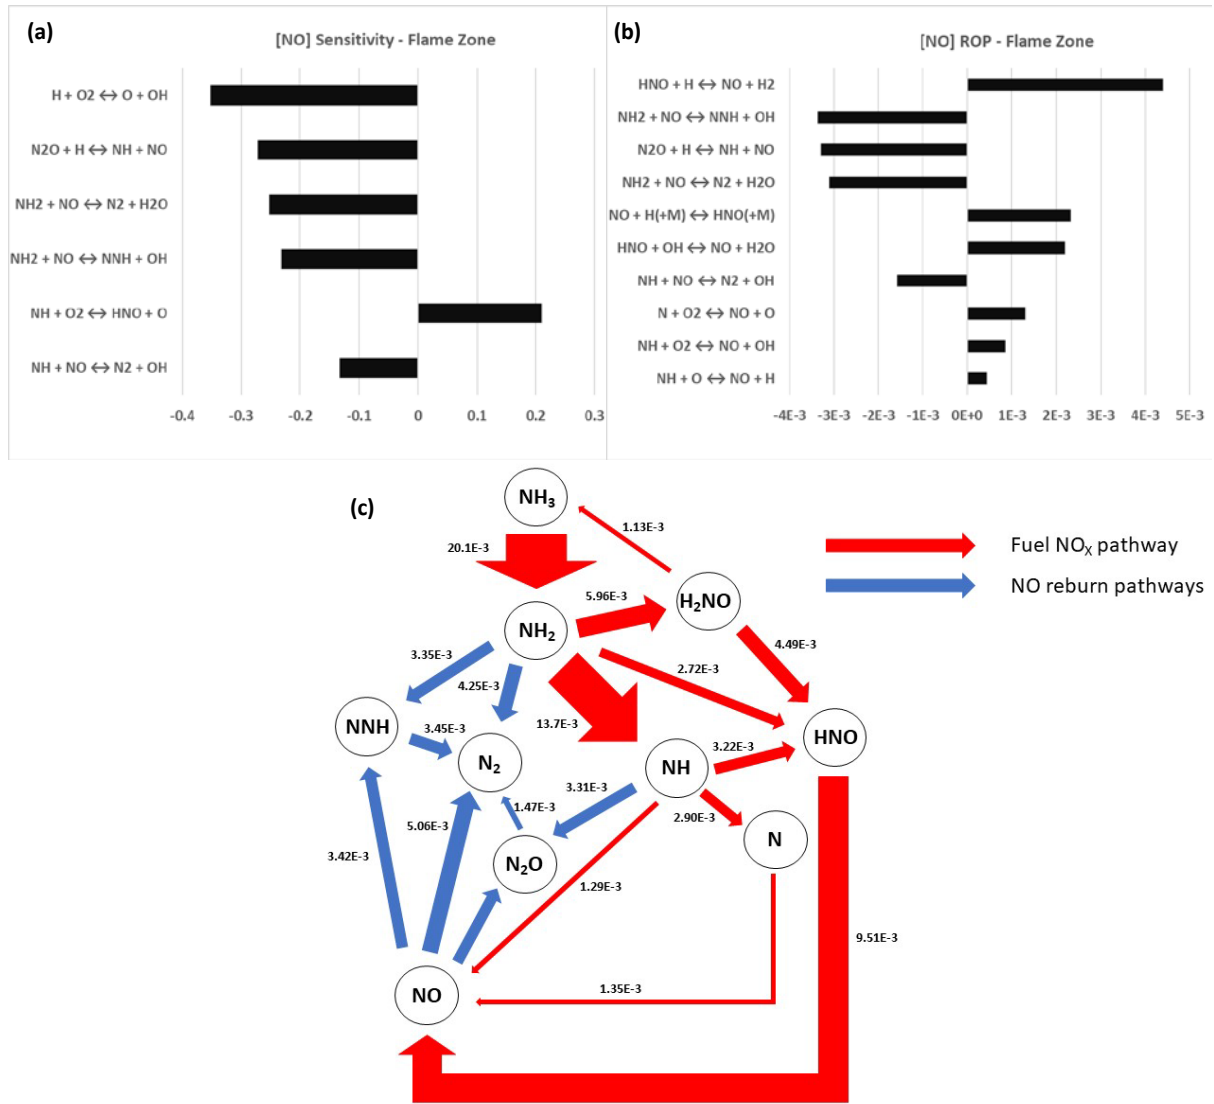 (a)
[NO] Sensitivity - Flame Zone
H + O2 ↔ O + OH
N2O + H ↔ NH + NO
NH2 + NO ↔ N2 + H2O
NH2 + NO ↔ NNH + OH
NH + O2 ↔ HNO + O
NH + NO ↔ N2 + OH
-0.4 -0.3 -0.2 -0.1 0 0.1 0.2 0.3
(b)
[NO] ROP - Flame Zone
HNO + H ↔ NO + H2
NH2 + NO ↔ NNH + OH
N2O + H ↔ NH + NO
NH2 + NO ↔ N2 + H2O
NO + H(+M) ↔ HNO(+M)
HNO + OH ↔ NO + H2O
NH + NO ↔ N2 + OH
N + O2 ↔ NO + O
NH + O2 ↔ NO + OH
NH + O ↔ NO + H
-4E-3 -3E-3 -2E-3 -1E-3 0E+0 1E-3 2E-3 3E-3 4E-3 5E-3
(c)
NH₃
1.13E-3
20.1E-3
Fuel NOₓ pathway
NO reburn pathways
5.96E-3
H₂NO
NH₂
3.35E-3
4.25E-3
2.72E-3
4.49E-3
13.7E-3
NNH
3.45E-3
N₂
HNO
3.22E-3
NH
3.31E-3
1.47E-3
2.90E-3
N
5.06E-3
N₂O
3.42E-3
1.29E-3
9.51E-3
NO
1.35E-3